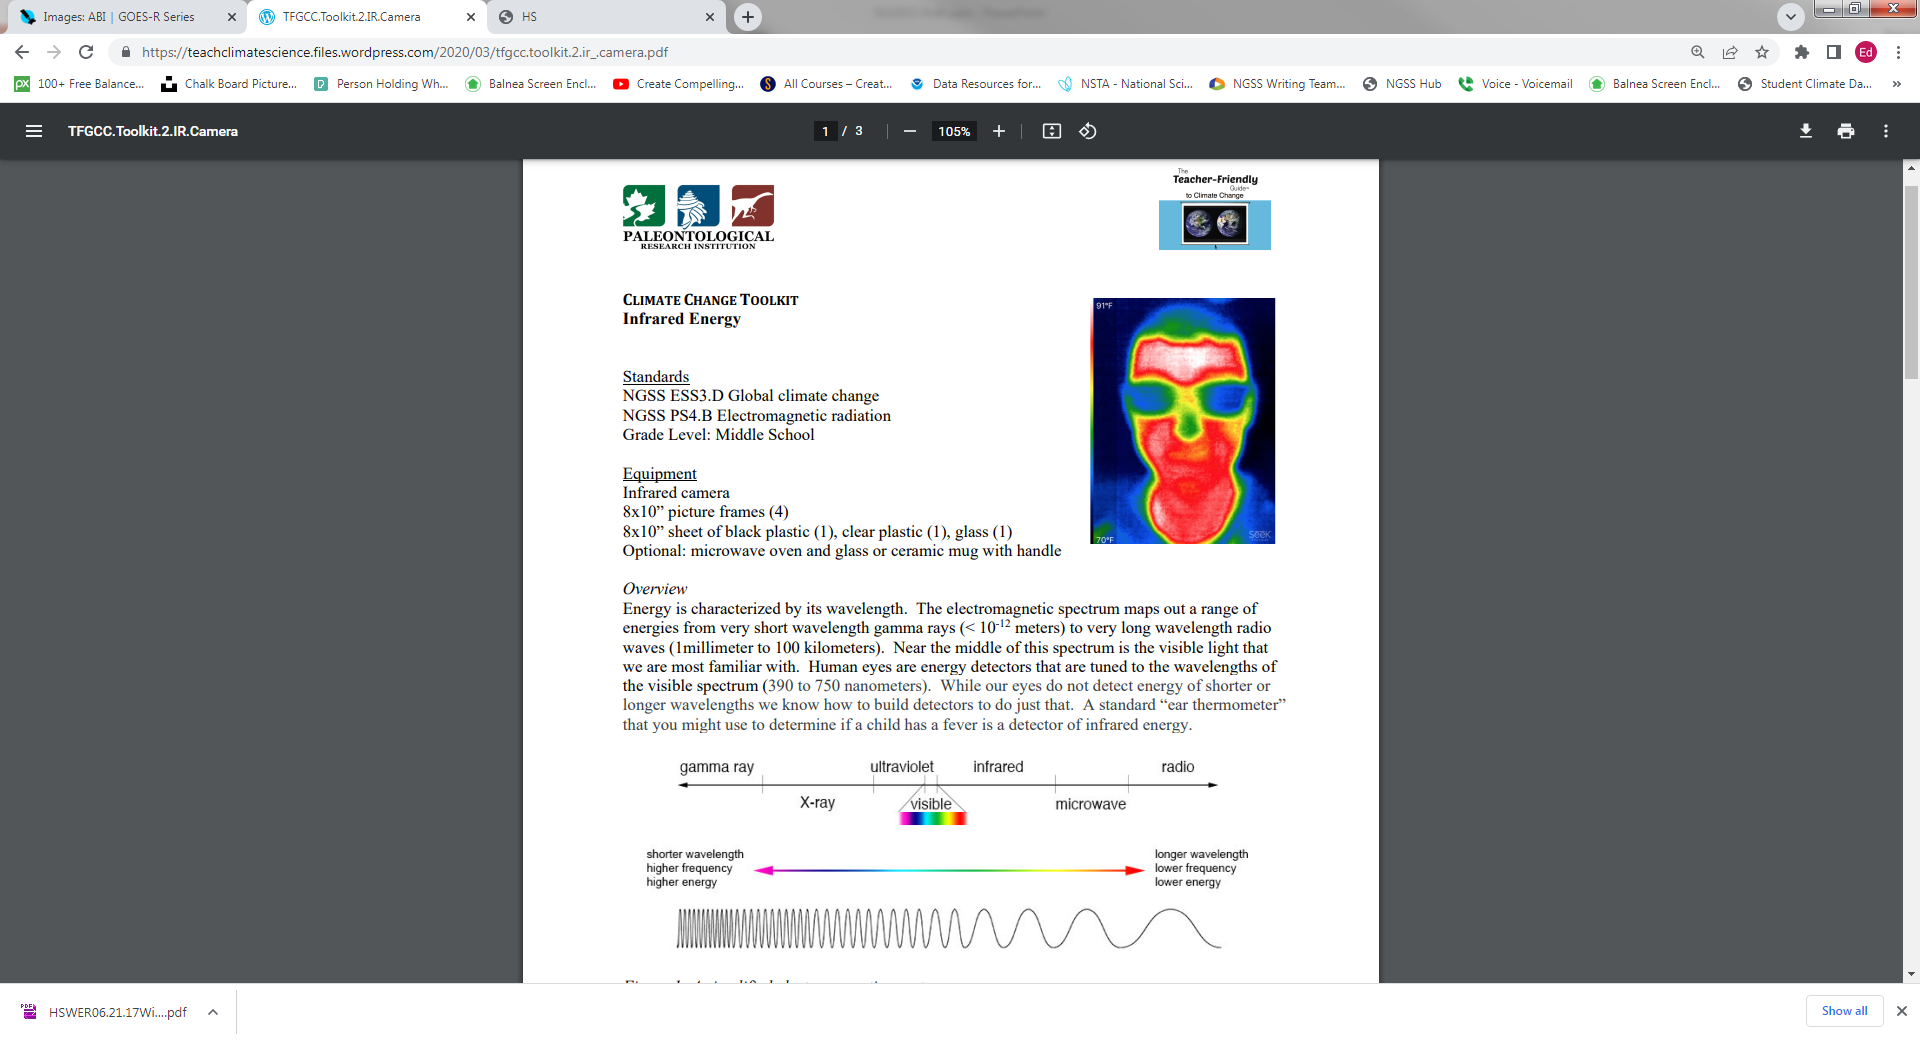 Images: ABI | GOES-R Series
TFGCC.Toolkit.2.IR.Camera
HS
https://teachclimatescience.files.wordpress.com/2020/03/tfgcc.toolkit.2.ir_.camera.pdf
Ed
100+ Free Balance...
Chalk Board Picture...
Person Holding Wh...
Balnea Screen Encl...
Create Compelling...
All Courses – Creat...
Data Resources for...
NSTA - National Sci...
NGSS Writing Team...
NGSS Hub
Voice - Voicemail
Balnea Screen Encl...
Student Climate Da...
»
TFGCC.Toolkit.2.IR.Camera
1 / 3
105%
PALEONTOLOGICAL
RESEARCH INSTITUTION
The
Teacher-Friendly
Guide™
to Climate Change
CLIMATE CHANGE TOOLKIT
Infrared Energy
91°F
70°F
seek
Standards
NGSS ESS3.D Global climate change
NGSS PS4.B Electromagnetic radiation
Grade Level: Middle School
Equipment
Infrared camera
8x10” picture frames (4)
8x10” sheet of black plastic (1), clear plastic (1), glass (1)
Optional: microwave oven and glass or ceramic mug with handle
Overview
Energy is characterized by its wavelength. The electromagnetic spectrum maps out a range of
energies from very short wavelength gamma rays (< 10⁻¹² meters) to very long wavelength radio
waves (1millimeter to 100 kilometers). Near the middle of this spectrum is the visible light that
we are most familiar with. Human eyes are energy detectors that are tuned to the wavelengths of
the visible spectrum (390 to 750 nanometers). While our eyes do not detect energy of shorter or
longer wavelengths we know how to build detectors to do just that. A standard “ear thermometer”
that you might use to determine if a child has a fever is a detector of infrared energy.
gamma ray
ultraviolet
infrared
radio
X-ray
visible
microwave
shorter wavelength
higher frequency
higher energy
longer wavelength
lower frequency
lower energy
HSWER06.21.17Wi....pdf
Show all